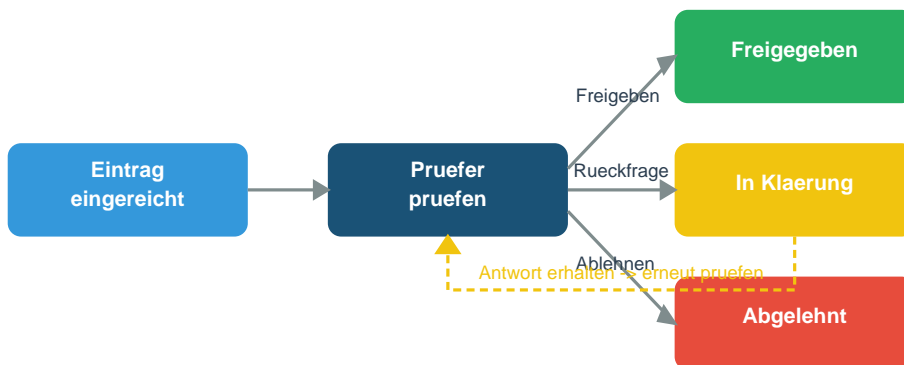 Freigegeben
Freigeben
Eintrag
eingereicht
Pruefer
pruefen
Rueckfrage
In Klaerung
Ablehnen
Antwort erhalten -> erneut pruefen
Abgelehnt